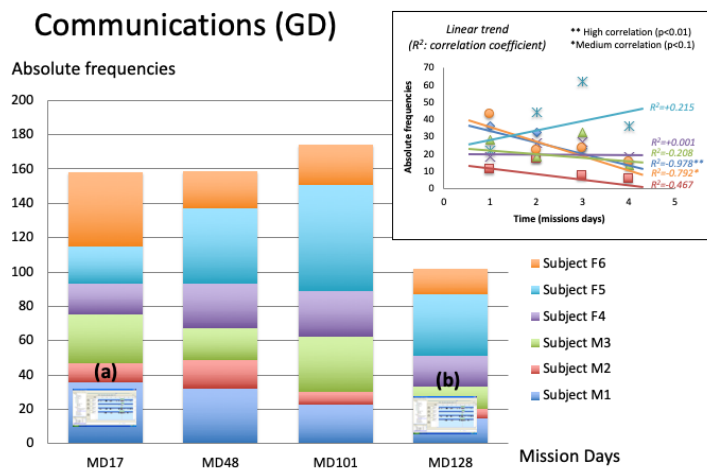 Communications (GD)
Absolute frequencies
200
180
160
140
120
100
80
60
40
20
0
(a)
(b)
MD17
MD48
MD101
MD128
Mission Days
Linear trend
(R²: correlation coefficient)
** High correlation (p<0.01)
*Medium correlation (p<0.1)
Absolute frequencies
70
60
50
40
30
20
10
0
0
1
2
3
4
5
Time (missions days)
R²=+0.215
R²=+0.001
R²=-0.208
R²=-0.978**
R²=-0.792*
R²=-0.467
Subject F6
Subject F5
Subject F4
Subject M3
Subject M2
Subject M1